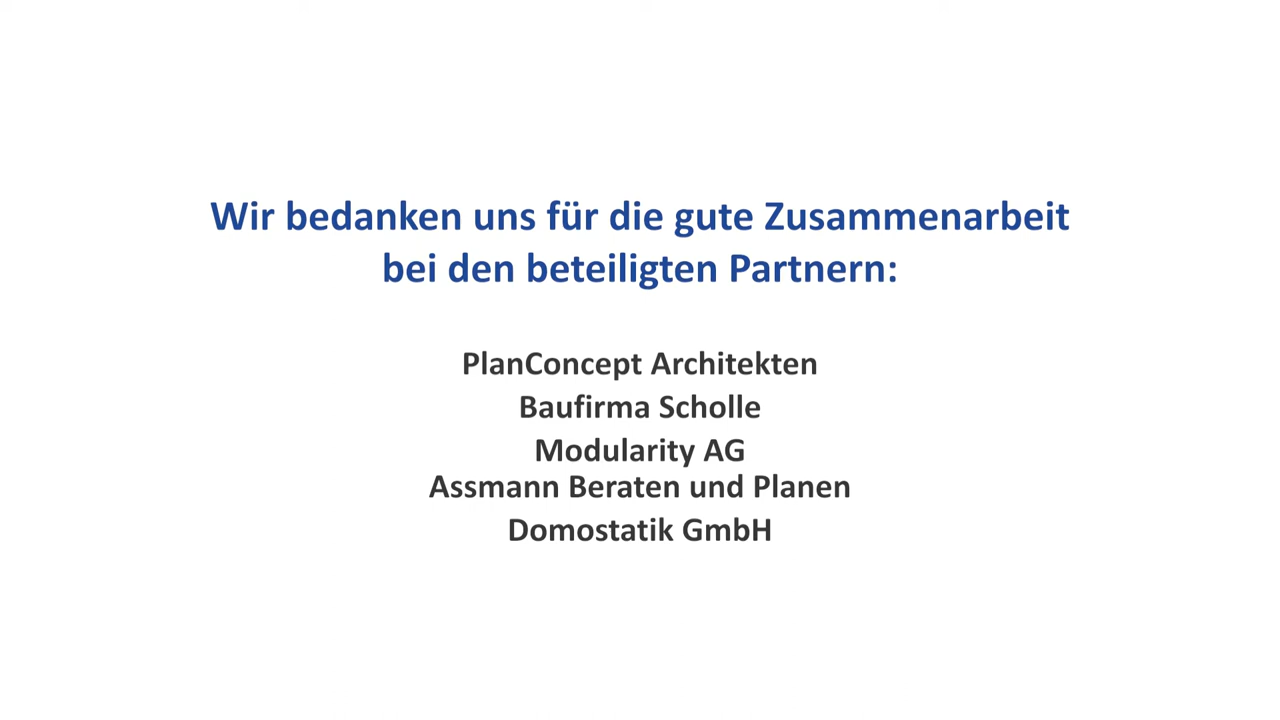 Wir bedanken uns für die gute Zusammenarbeit
bei den beteiligten Partnern:
PlanConcept Architekten
Baufirma Scholle
Modularity AG
Assmann Beraten und Planen
Domostatik GmbH